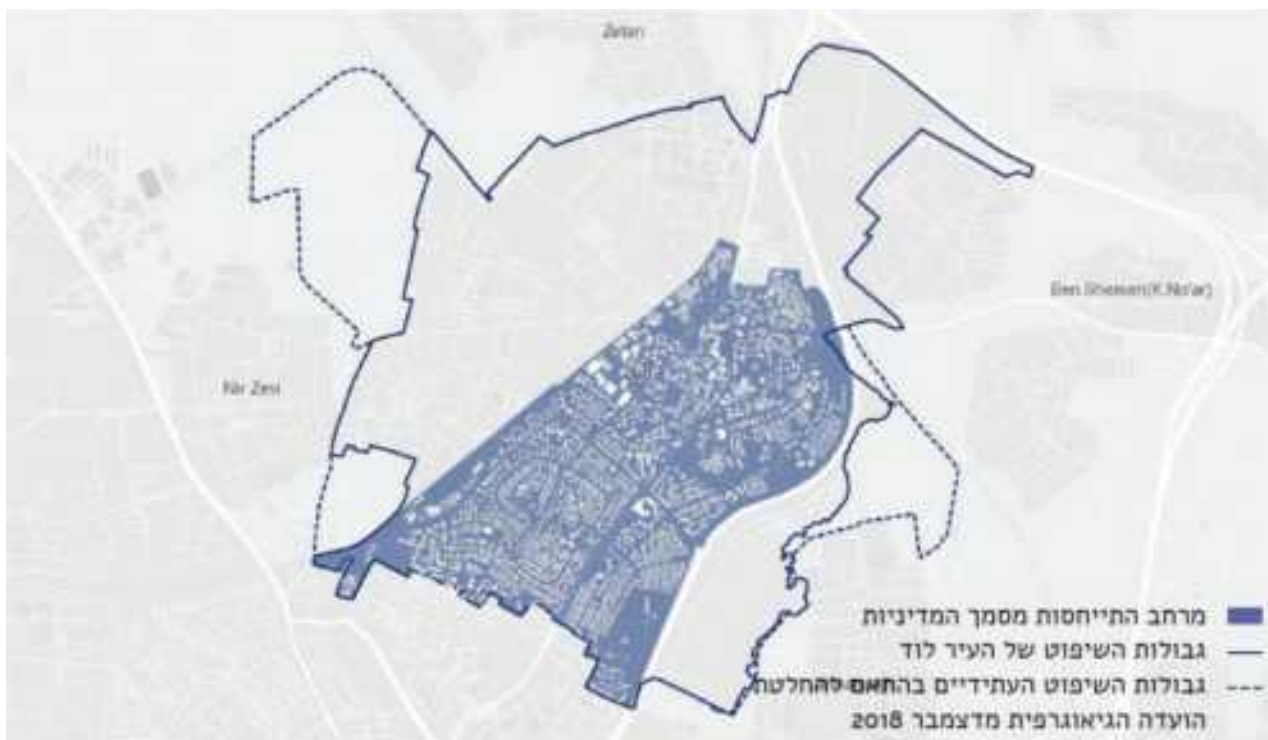 Zetan
Ben Shemen(K.No'ar)
Nir Zevi
מרחב התייחסות מסמך המדיניות
גבולות השיפוט של העיר לוד
גבולות השיפוט העתידיים בהתאם להחלטת
הועדה הגיאוגרפית מדצמבר 2018